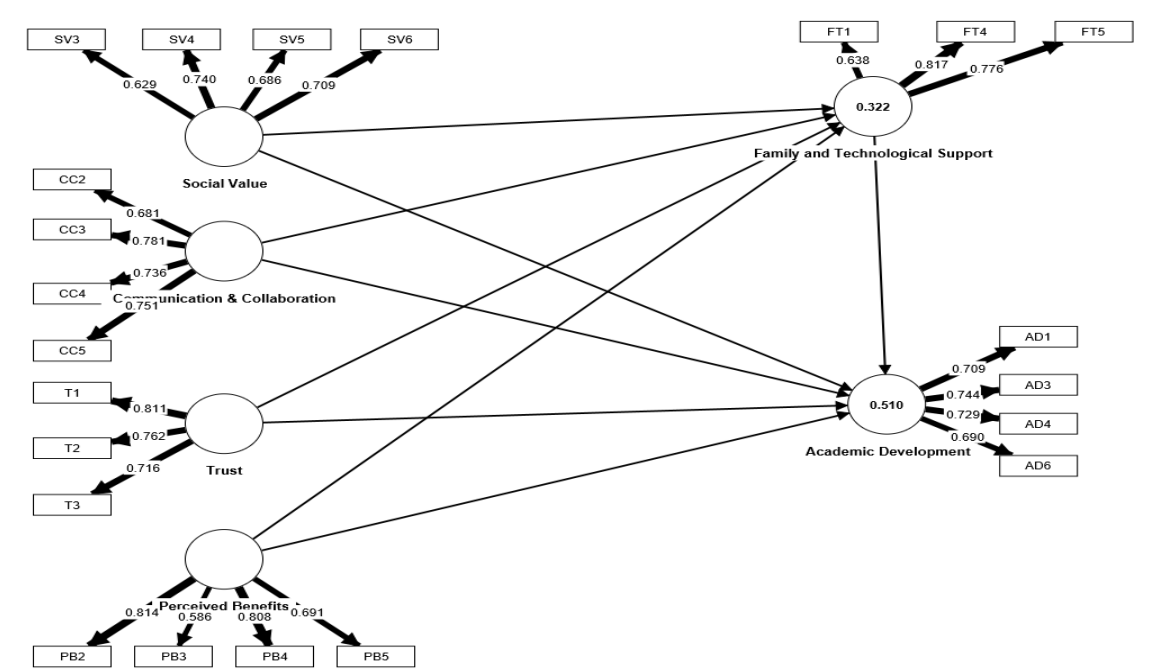 SV3 SV4 SV5 SV6
0.629 0.740 0.686 0.709
Social Value
FT1 FT4 FT5
0.638 0.817 0.776
0.322
Family and Technological Support
CC2
0.681
CC3
0.781
CC4
0.736
CC5
0.751
Communication & Collaboration
T1
0.811
T2
0.762
T3
0.716
Trust
AD1
0.709
AD3
0.744
AD4
0.729
AD6
0.690
0.510
Academic Development
Perceived Benefits
0.814 0.586 0.808 0.691
PB2 PB3 PB4 PB5